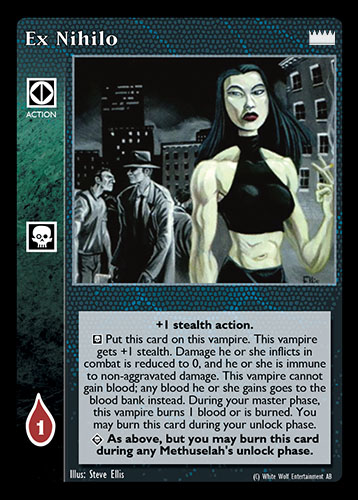 Ex Nihilo
ACTION
+1 stealth action.
Put this card on this vampire. This vampire
gets +1 stealth. Damage he or she inflicts in
combat is reduced to 0, and he or she is immune
to non-aggravated damage. This vampire cannot
gain blood; any blood he or she gains goes to the
blood bank instead. During your master phase,
this vampire burns 1 blood or is burned. You
may burn this card during your unlock phase.
As above, but you may burn this card
during any Methuselah's unlock phase.
1
Illus: Steve Ellis
(C) White Wolf Entertainment AB